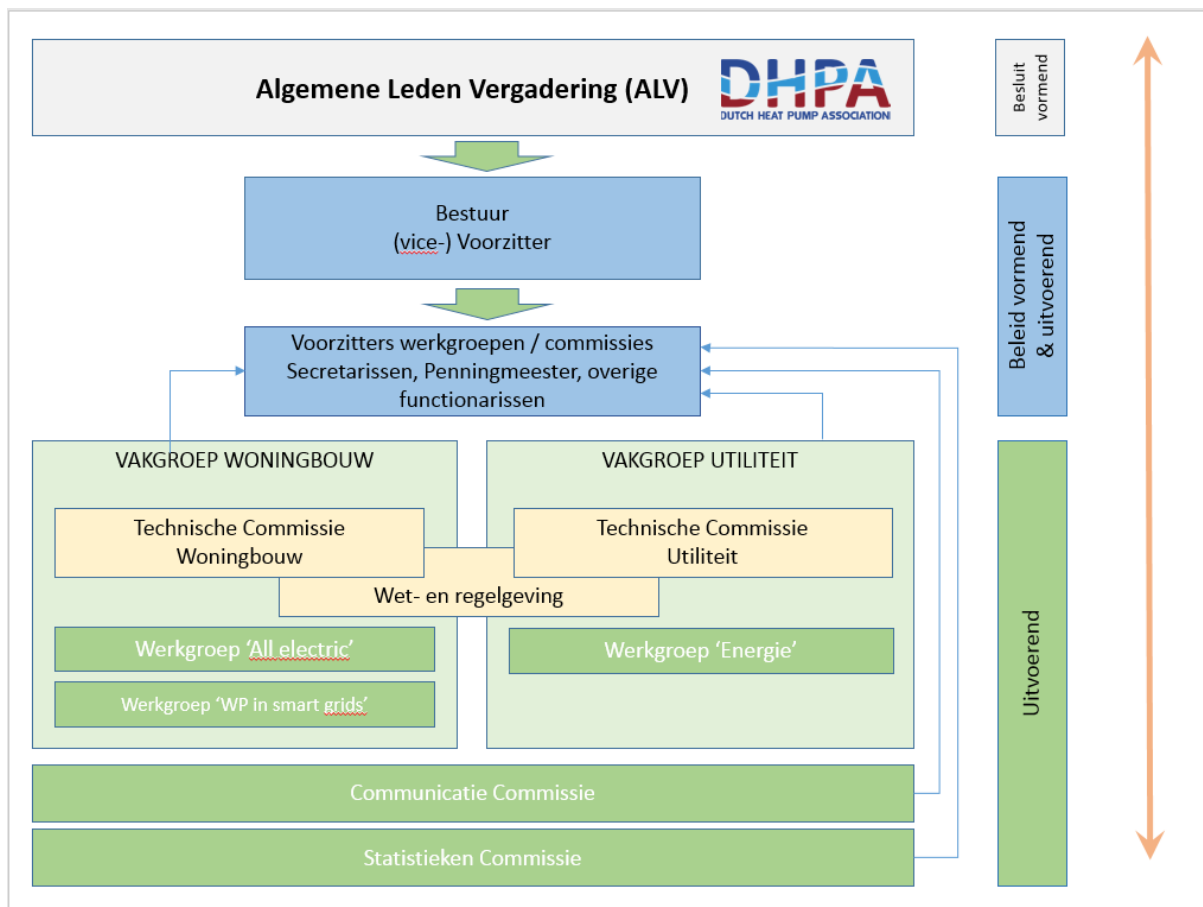 Algemene Leden Vergadering (ALV)
DHPA
DUTCH HEAT PUMP ASSOCIATION
Besluit
vormend
Bestuur
(vice-) Voorzitter
Beleid vormend
& uitvoerend
Voorzitters werkgroepen / commissies
Secretarissen, Penningmeester, overige
functionarissen
VAKGROEP WONINGBOUW
VAKGROEP UTILITEIT
Technische Commissie
Woningbouw
Technische Commissie
Utiliteit
Wet- en regelgeving
Werkgroep ‘All electric’
Werkgroep ‘Energie’
Werkgroep ‘WP in smart grids’
Uitvoerend
Communicatie Commissie
Statistieken Commissie